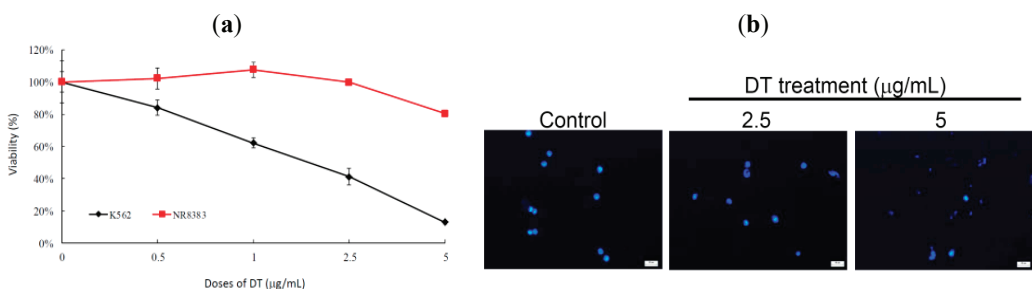 (a)
120%
100%
80%
60%
40%
20%
0%
Viability (%)
K562
NR8383
0 0.5 1 2.5 5
Doses of DT (µg/mL)
(b)
DT treatment (µg/mL)
Control 2.5 5